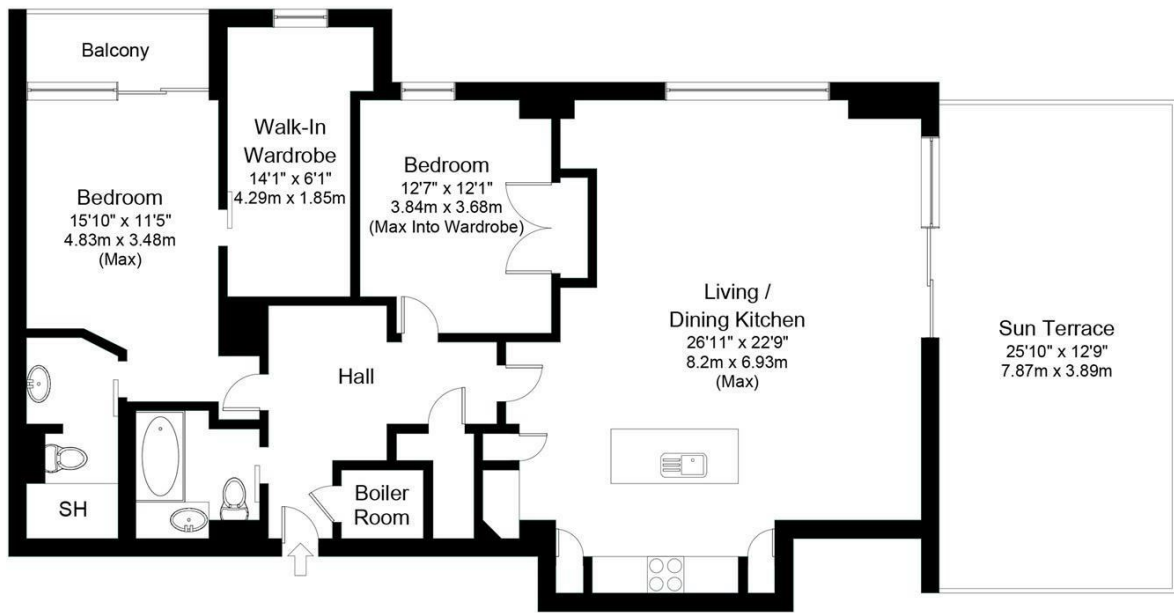 Balcony
Walk-In
Wardrobe
14'1" x 6'1"
4.29m x 1.85m
Bedroom
15'10" x 11'5"
4.83m x 3.48m
(Max)
Bedroom
12'7" x 12'1"
3.84m x 3.68m
(Max Into Wardrobe)
Living /
Dining Kitchen
26'11" x 22'9"
8.2m x 6.93m
(Max)
Sun Terrace
25'10" x 12'9"
7.87m x 3.89m
Hall
Boiler
Room
SH